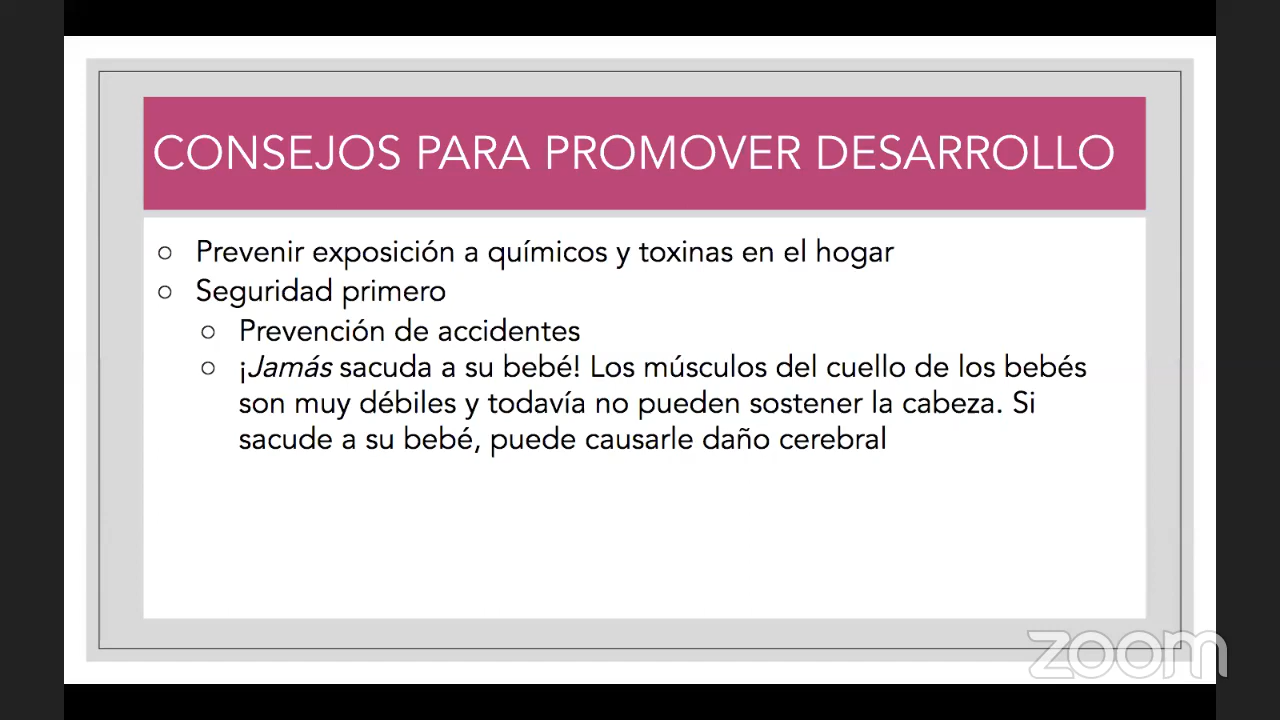 CONSEJOS PARA PROMOVER DESARROLLO
○ Prevenir exposición a químicos y toxinas en el hogar
○ Seguridad primero
○ Prevención de accidentes
○ ¡Jamás sacuda a su bebé! Los músculos del cuello de los bebés
son muy débiles y todavía no pueden sostener la cabeza. Si
sacude a su bebé, puede causarle daño cerebral
zoom